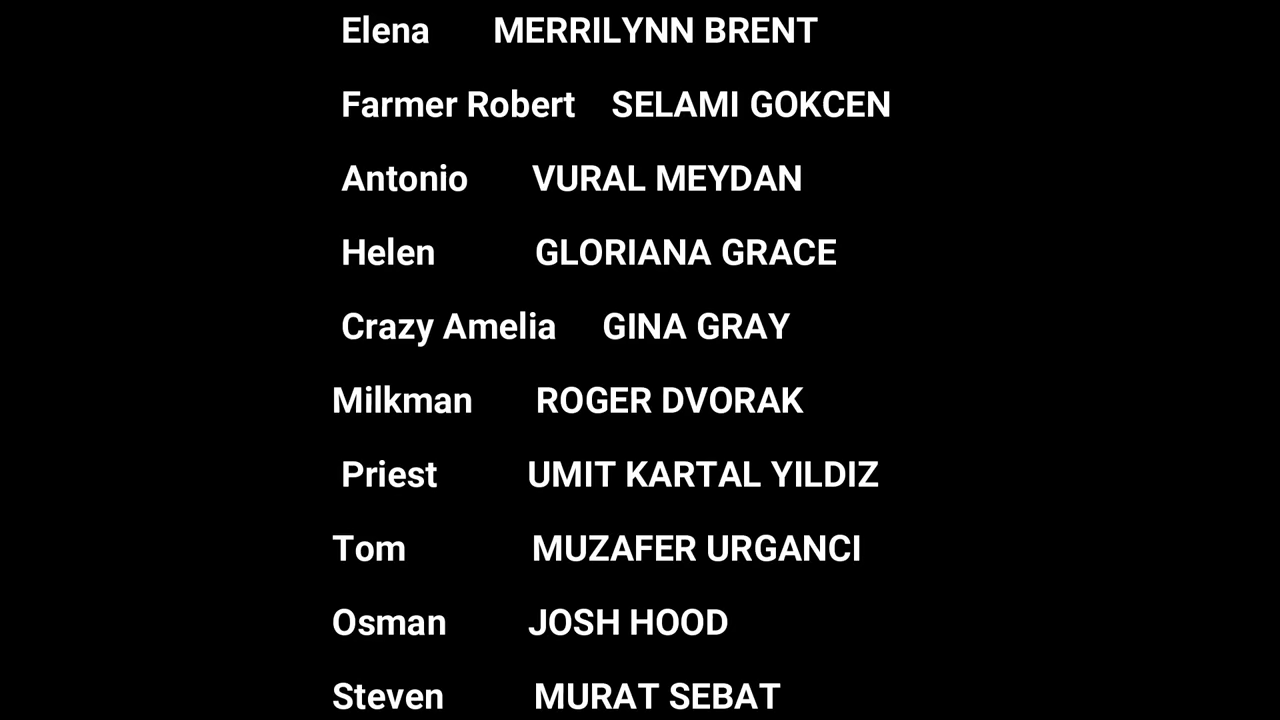 Elena MERRILYNN BRENT
Farmer Robert SELAMI GOKCEN
Antonio VURAL MEYDAN
Helen GLORIANA GRACE
Crazy Amelia GINA GRAY
Milkman ROGER DVORAK
Priest UMIT KARTAL YILDIZ
Tom MUZAFER URGANCI
Osman JOSH HOOD
Steven MURAT SEBAT